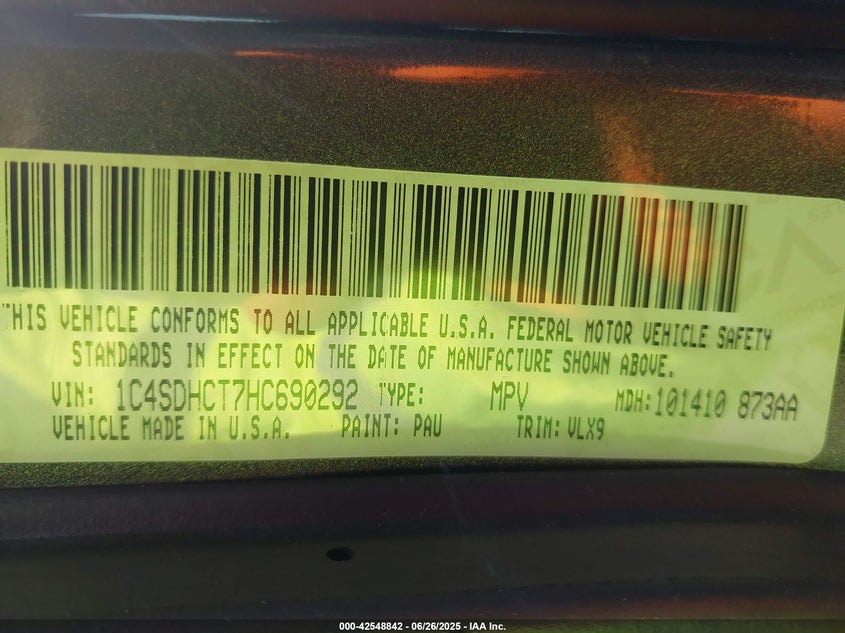 THIS VEHICLE CONFORMS TO ALL APPLICABLE U.S.A. FEDERAL MOTOR VEHICLE SAFETY
STANDARDS IN EFFECT ON THE DATE OF MANUFACTURE SHOWN ABOVE.
VIN: 1C4SDHCT7HC690292 TYPE: MPV MDH:101410 873AA
VEHICLE MADE IN U.S.A. PAINT: PAU TRIM: VLX9
000-42548842 - 06/26/2025 - IAA Inc.